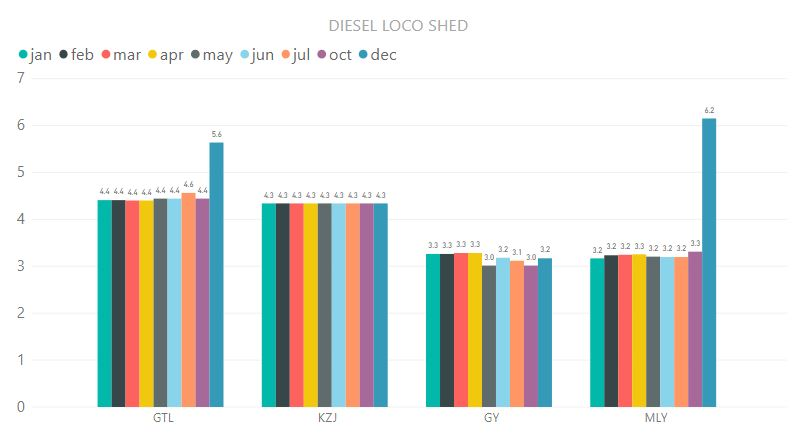 DIESEL LOCO SHED
jan feb mar apr may jun jul oct dec
7
6
5
4
3
2
1
0
4.4 4.4 4.4 4.4 4.4 4.4 4.6 4.4 5.6
4.3 4.3 4.3 4.3 4.3 4.3 4.3 4.3 4.3
3.3 3.3 3.3 3.3 3.0 3.2 3.1 3.0 3.2
3.2 3.2 3.2 3.3 3.2 3.2 3.2 3.3 6.2
GTL KZJ GY MLY